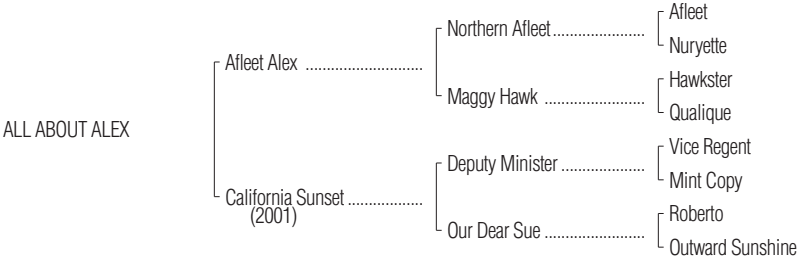 Afleet
Northern Afleet
Nuryette
Afleet Alex
Hawkster
Maggy Hawk
Qualique
ALL ABOUT ALEX
Vice Regent
Deputy Minister
Mint Copy
California Sunset
(2001)
Roberto
Our Dear Sue
Outward Sunshine